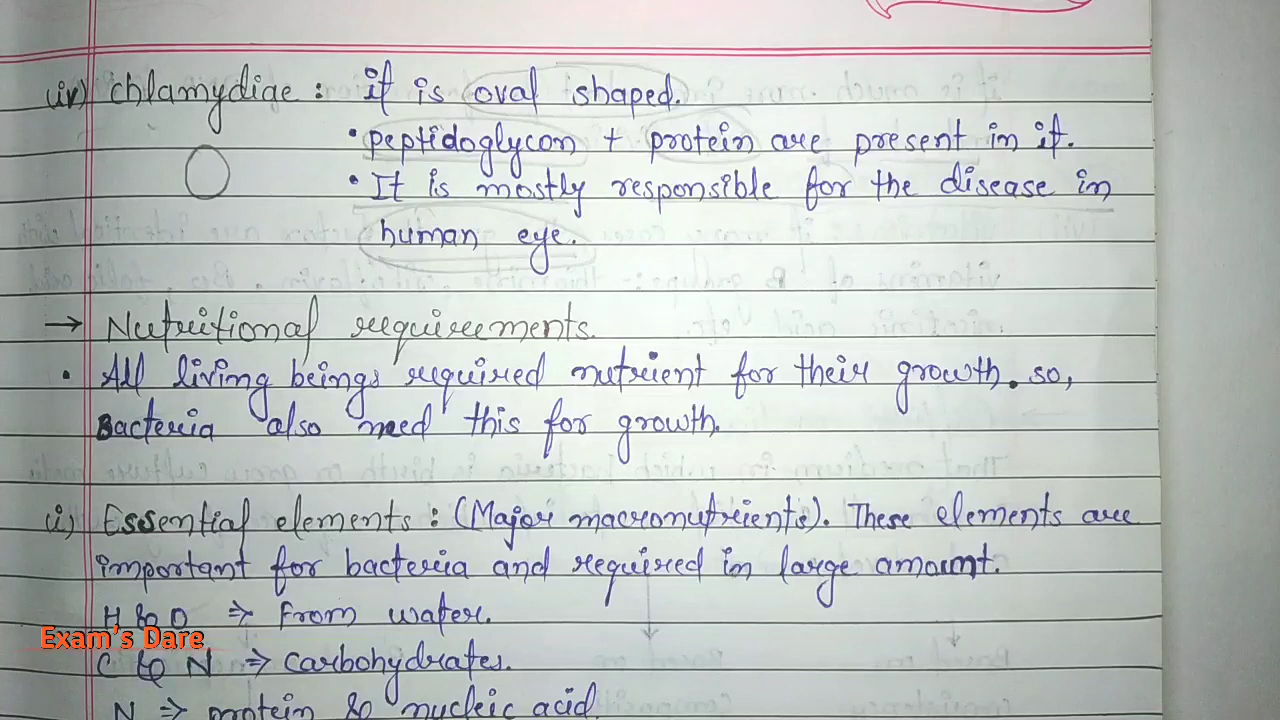 (iv) chlamydiae : it is oval shaped.
• peptidoglycon + protein are present in it.
• It is mostly responsible for the disease in
human eye.
→ Nutritional requirements.
• All living beings required nutrient for their growth. so,
Bacteria also need this for growth.
(i) Essential elements : (Major macronutrients). These elements are
important for bacteria and required in large amount.
H & O ⇒ From water.
Exam's Dare
C & N ⇒ carbohydrates.
N ⇒ protein & nucleic acid